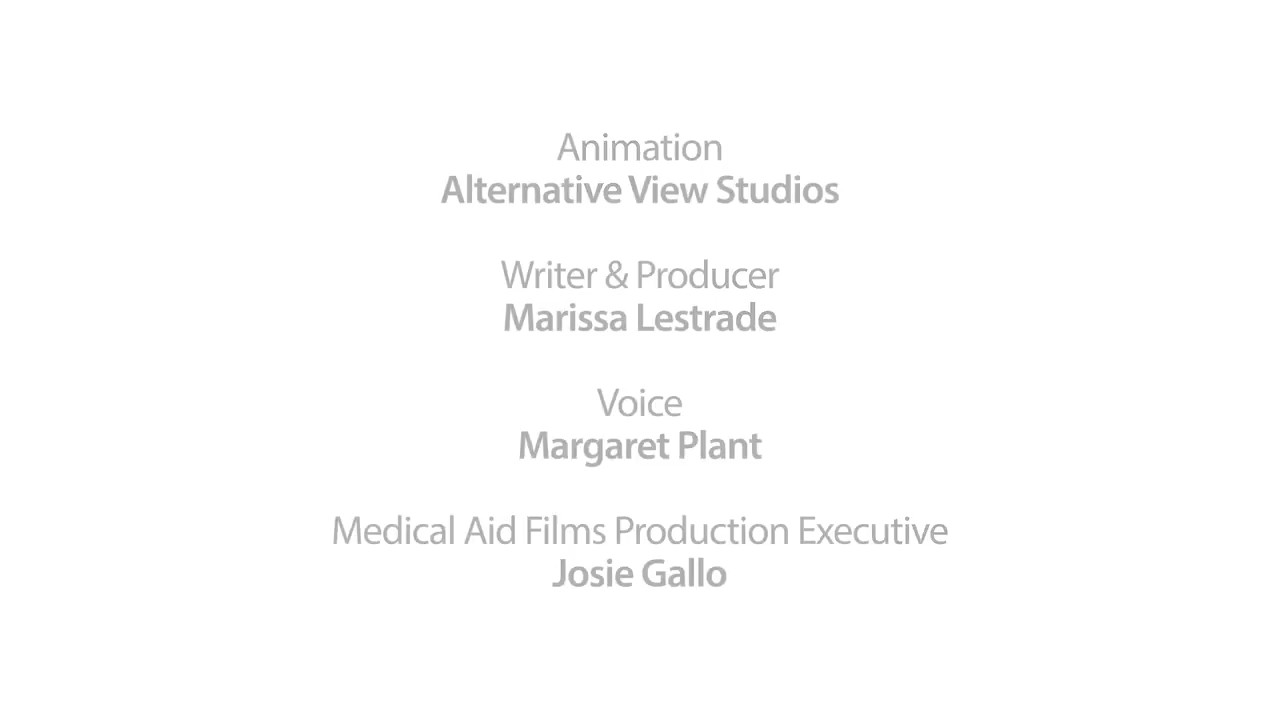 Animation
Alternative View Studios
Writer & Producer
Marissa Lestrade
Voice
Margaret Plant
Medical Aid Films Production Executive
Josie Gallo